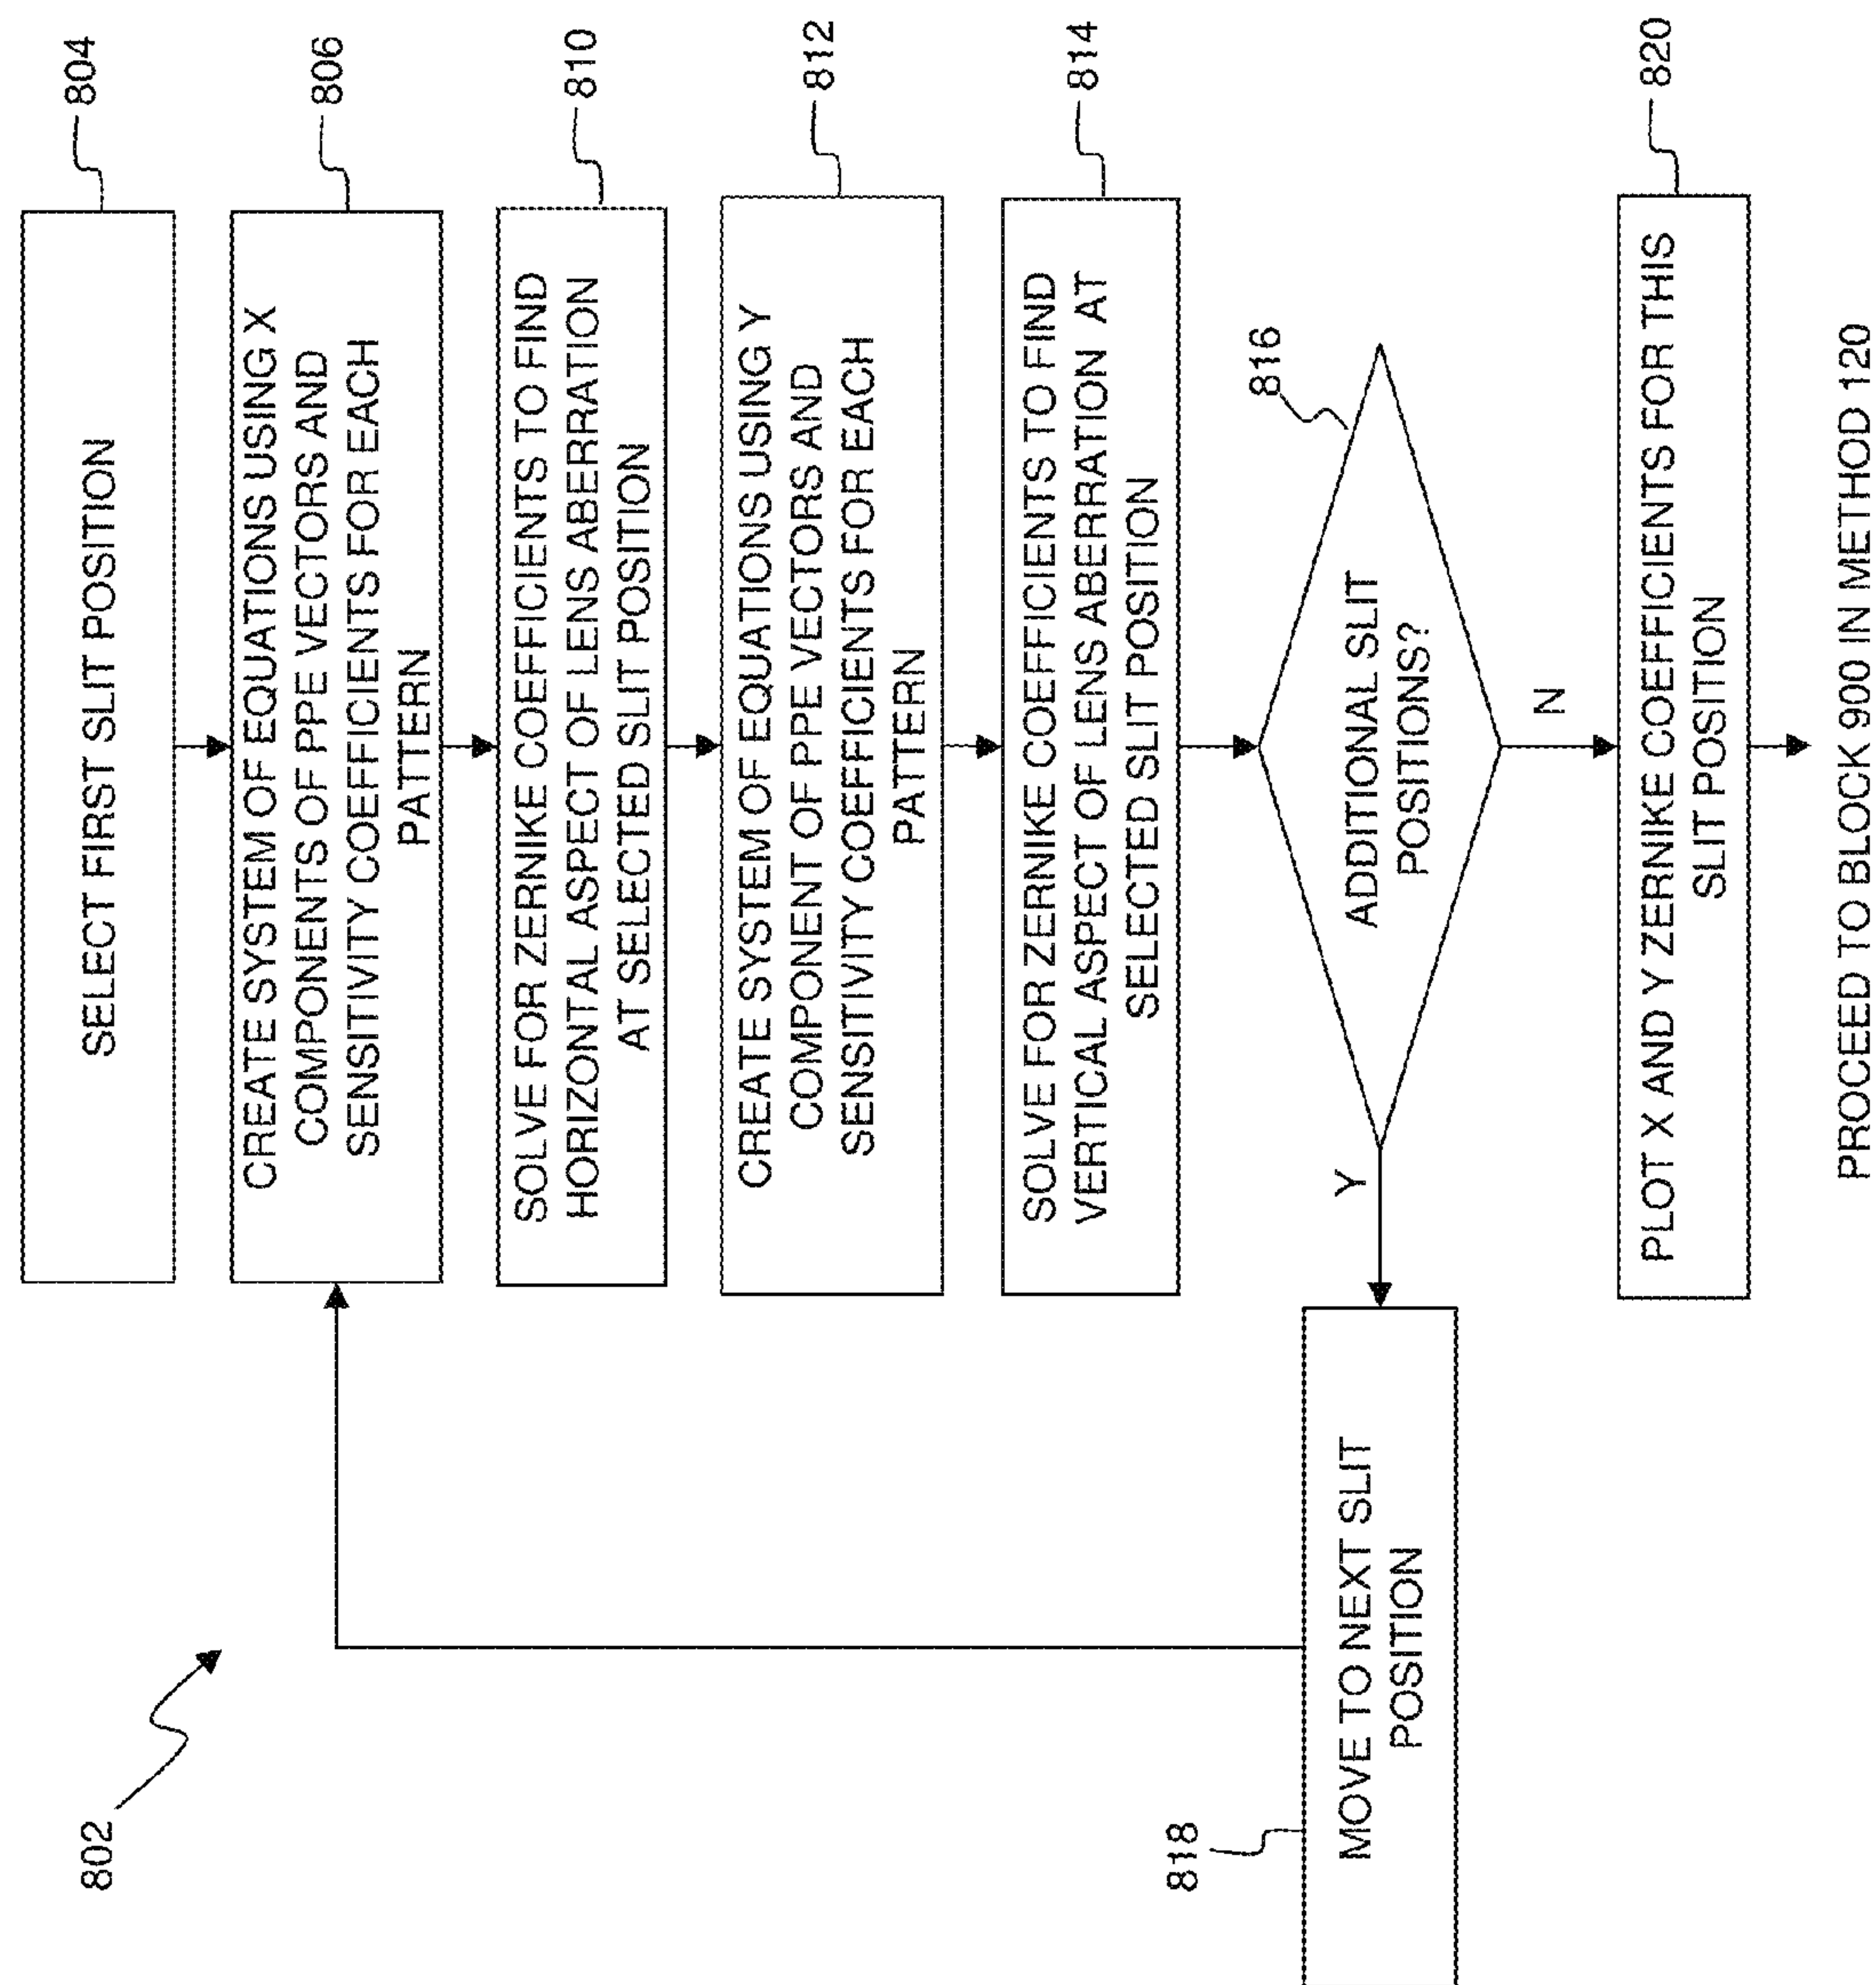 802
SELECT FIRST SLIT POSITION
804
CREATE SYSTEM OF EQUATIONS USING X
COMPONENTS OF PPE VECTORS AND
SENSITIVITY COEFFICIENTS FOR EACH
PATTERN
806
SOLVE FOR ZERNIKE COEFFICIENTS TO FIND
HORIZONTAL ASPECT OF LENS ABERRATION
AT SELECTED SLIT POSITION
810
CREATE SYSTEM OF EQUATIONS USING Y
COMPONENT OF PPE VECTORS AND
SENSITIVITY COEFFICIENTS FOR EACH
PATTERN
812
SOLVE FOR ZERNIKE COEFFICIENTS TO FIND
VERTICAL ASPECT OF LENS ABERRATION AT
SELECTED SLIT POSITION
814
816
ADDITIONAL SLIT
POSITIONS?
Y
N
818
MOVE TO NEXT SLIT
POSITION
PLOT X AND Y ZERNIKE COEFFICIENTS FOR THIS
SLIT POSITION
820
PROCEED TO BLOCK 900 IN METHOD 120